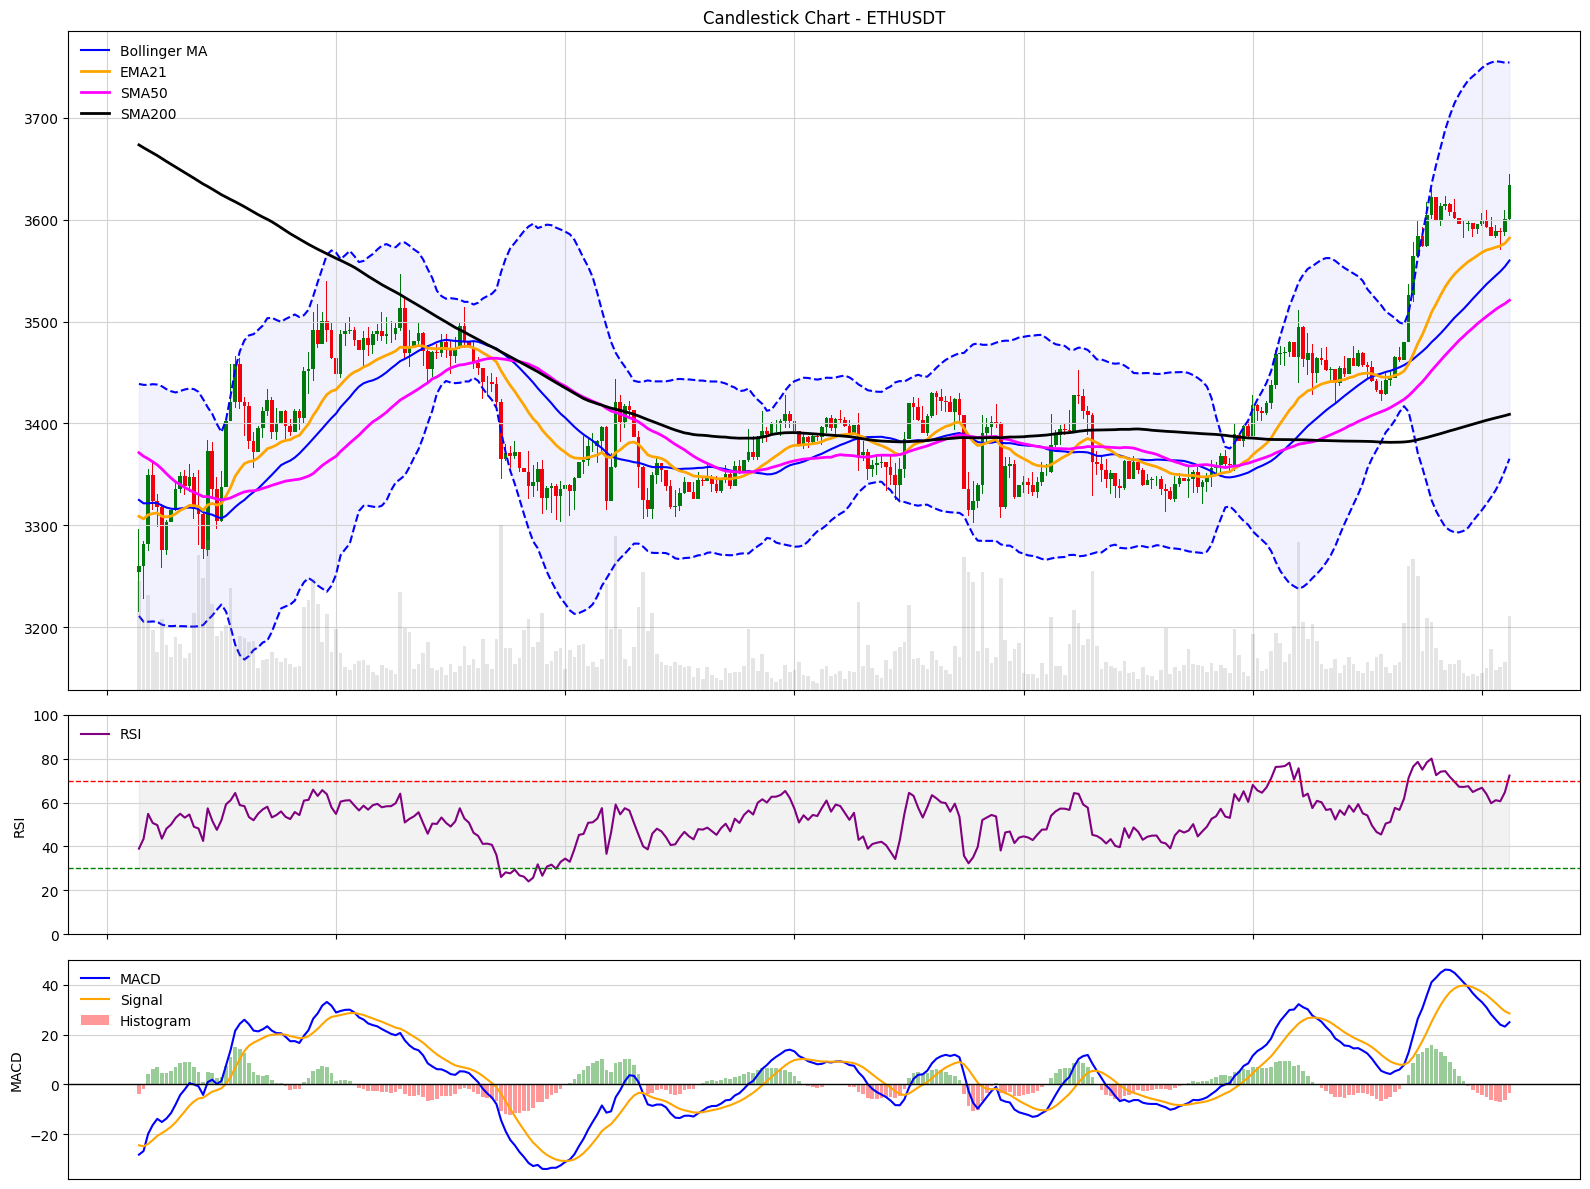 Candlestick Chart - ETHUSDT
Bollinger MA
EMA21
SMA50
SMA200
3700
3600
3500
3400
3300
3200
RSI
100
80
60
40
20
0
RSI
MACD
Signal
Histogram
40
20
0
−20
MACD